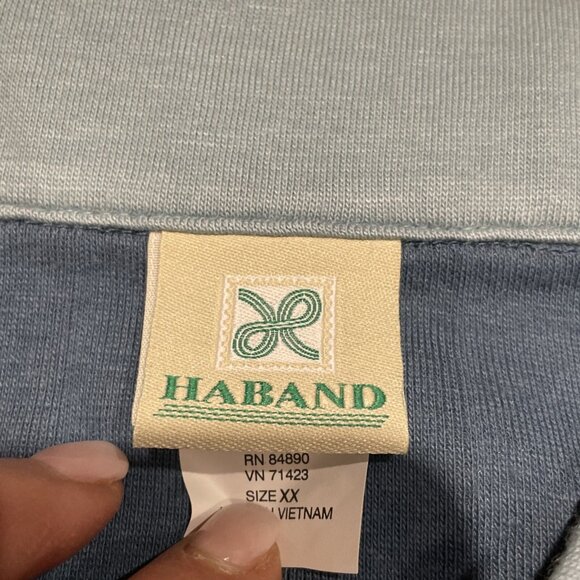 HABAND
RN 84890
VN 71423
SIZE XX
VIETNAM